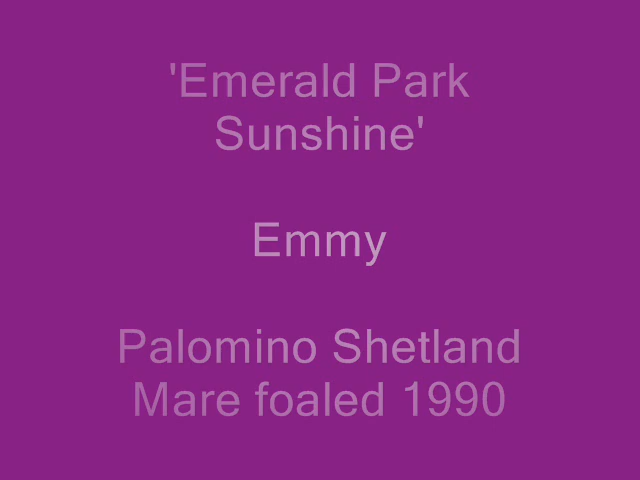 'Emerald Park
Sunshine'
Emmy
Palomino Shetland
Mare foaled 1990